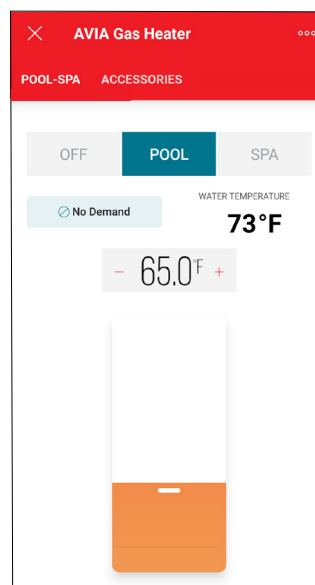 AVIA Gas Heater
POOL-SPA ACCESSORIES
OFF POOL SPA
No Demand
WATER TEMPERATURE
73°F
− 65.0°F +